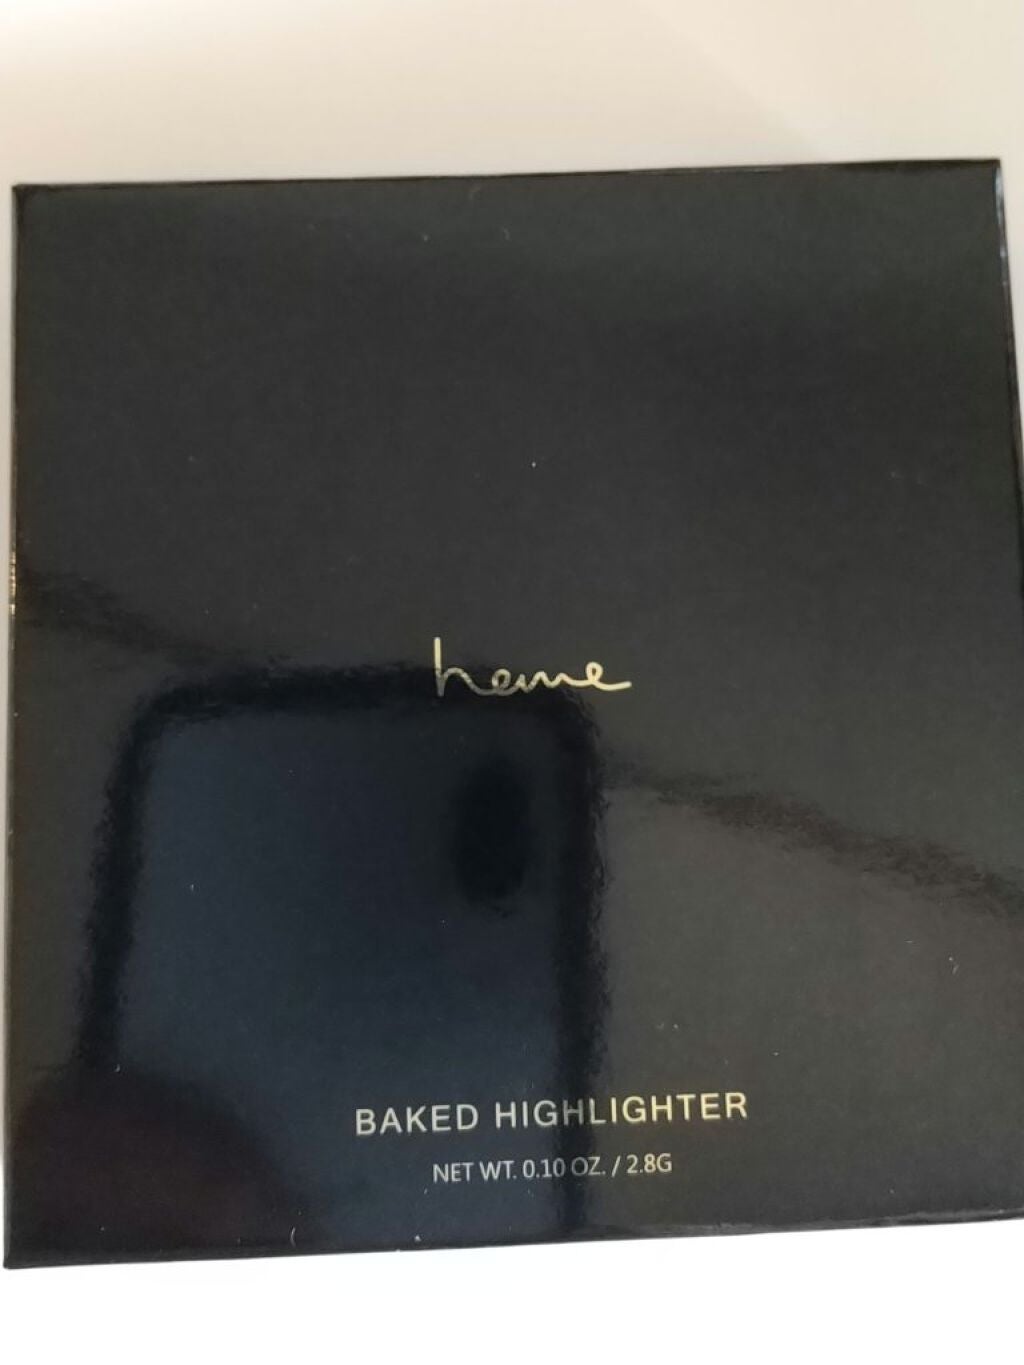 heme
BAKED HIGHLIGHTER
NET WT. 0.10 OZ. / 2.8G